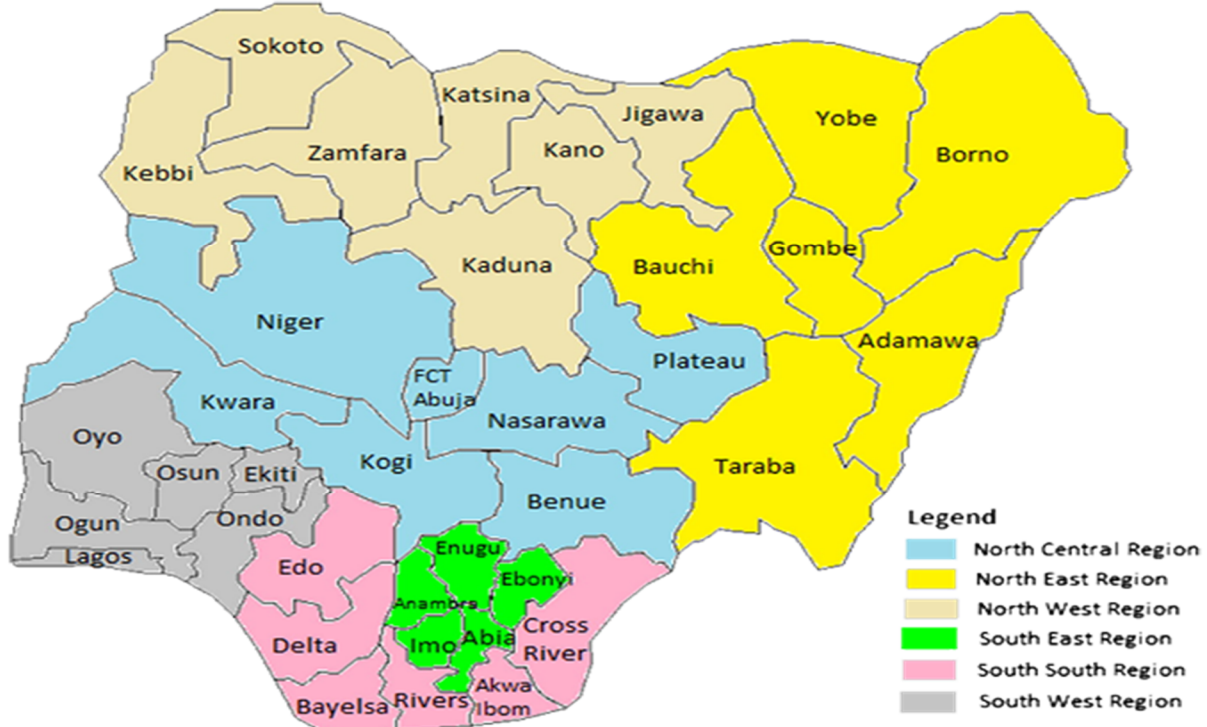 Sokoto
Katsina
Jigawa
Yobe
Borno
Kano
Zamfara
Kebbi
Gombe
Kaduna
Bauchi
Niger
Adamawa
Plateau
FCT
Abuja
Kwara
Nasarawa
Oyo
Kogi
Taraba
Osun
Ekiti
Benue
Ogun
Ondo
Lagos
Enugu
Edo
Ebonyi
Anambra
Cross
River
Delta
Imo
Abia
Akwa
Ibom
Rivers
Bayelsa
Legend
North Central Region
North East Region
North West Region
South East Region
South South Region
South West Region